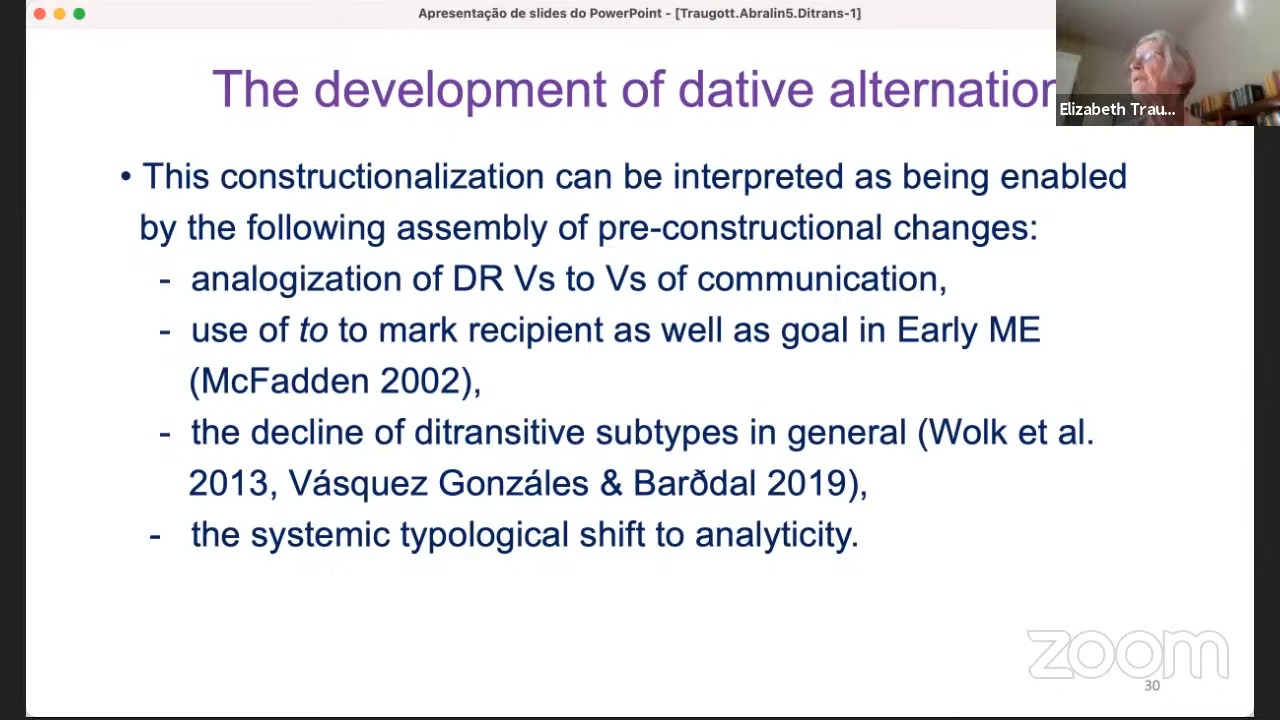 Apresentação de slides do PowerPoint - [Traugott.Abralin5.Ditrans-1]
The development of dative alternation
Elizabeth Trau...
• This constructionalization can be interpreted as being enabled
by the following assembly of pre-constructional changes:
- analogization of DR Vs to Vs of communication,
- use of to to mark recipient as well as goal in Early ME
(McFadden 2002),
- the decline of ditransitive subtypes in general (Wolk et al.
2013, Vásquez Gonzáles & Barðdal 2019),
- the systemic typological shift to analyticity.
zoom
30